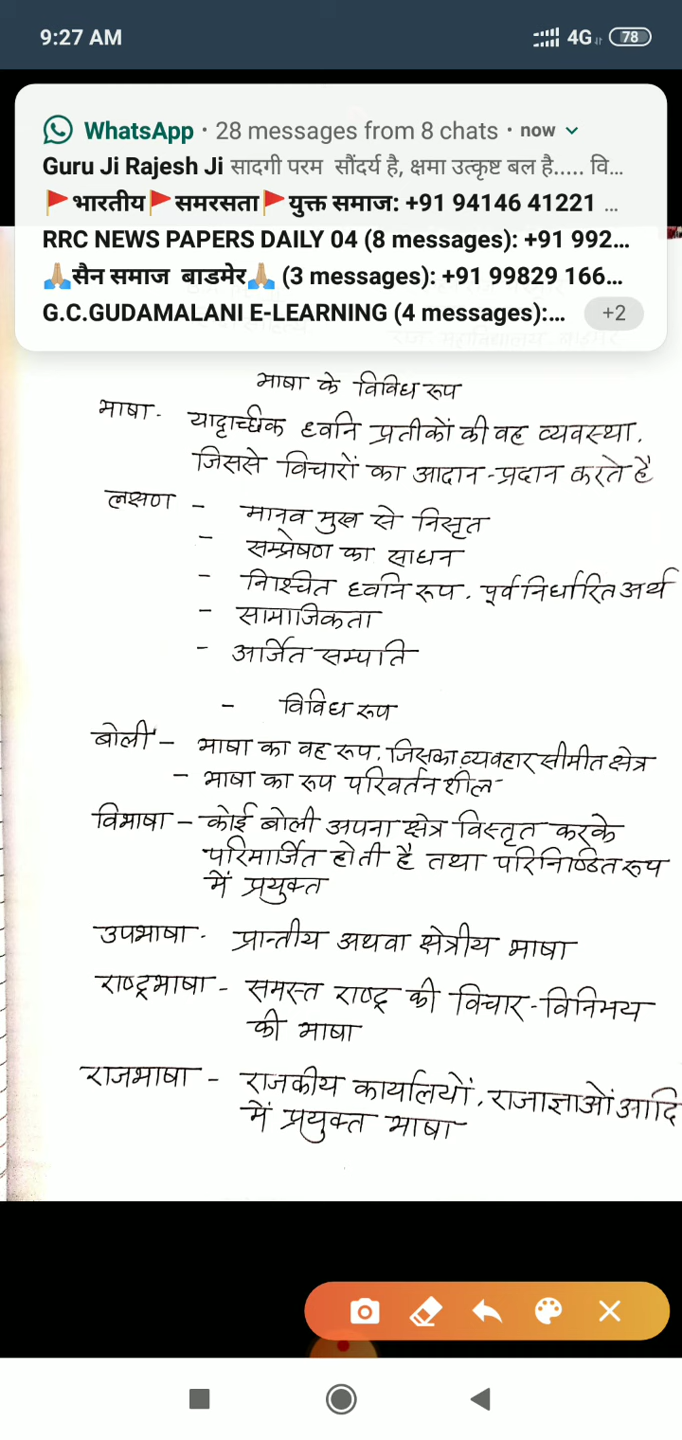 9:27 AM
4G 78
WhatsApp • 28 messages from 8 chats • now
Guru Ji Rajesh Ji सादगी परम सौंदर्य है, क्षमा उत्कृष्ट बल है..... वि...
🚩भारतीय🚩समरसता🚩युक्त समाज: +91 94146 41221 ...
RRC NEWS PAPERS DAILY 04 (8 messages): +91 992...
🙏🏼सैन समाज बाडमेर🙏🏼 (3 messages): +91 99829 166...
G.C.GUDAMALANI E-LEARNING (4 messages):...
+2
भाषा के विविध रूप
भाषा - यादृच्छिक ध्वनि प्रतीकों की वह व्यवस्था,
जिससे विचारों का आदान-प्रदान करते है
लक्षण - मानव मुख से निसृत
- सम्प्रेषण का साधन
- निश्चित ध्वनि रूप, पूर्व निर्धारित अर्थ
- सामाजिकता
- अर्जित सम्पति
- विविध रूप
बोली - भाषा का वह रूप, जिसका व्यवहार सीमीत क्षेत्र
- भाषा का रूप परिवर्तन शील
विभाषा - कोई बोली अपना क्षेत्र विस्तृत करके
परिमार्जित होती है तथा परिनिष्ठित रूप
में प्रयुक्त
उपभाषा - प्रान्तीय अथवा क्षेत्रीय भाषा
राष्ट्रभाषा - समस्त राष्ट्र की विचार-विनिमय
की भाषा
राजभाषा - राजकीय कार्यालयों, राजाज्ञाओं आदि
में प्रयुक्त भाषा